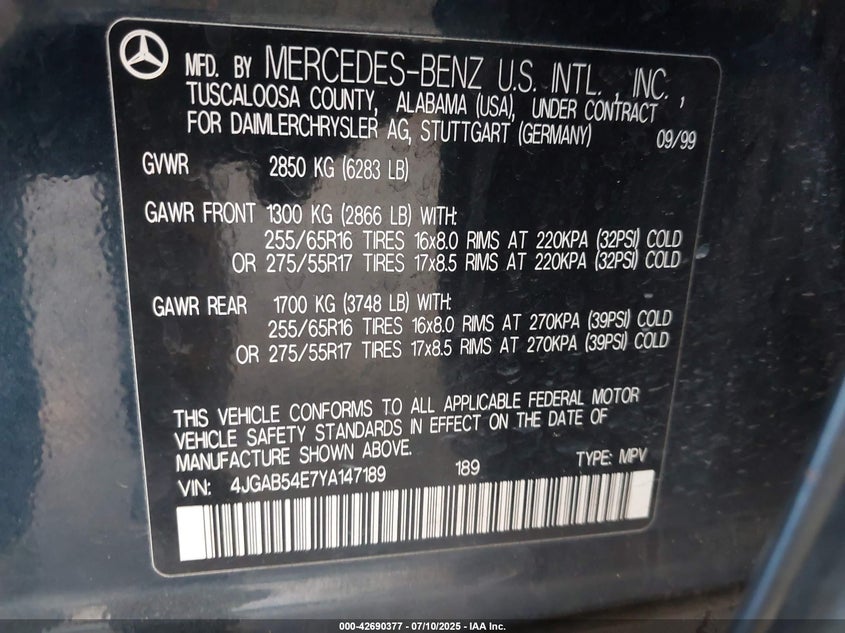 MFD. BY MERCEDES-BENZ U.S. INTL., INC.,
TUSCALOOSA COUNTY, ALABAMA (USA), UNDER CONTRACT
FOR DAIMLERCHRYSLER AG, STUTTGART (GERMANY) 09/99
GVWR 2850 KG (6283 LB)
GAWR FRONT 1300 KG (2866 LB) WITH:
255/65R16 TIRES 16x8.0 RIMS AT 220KPA (32PSI) COLD
OR 275/55R17 TIRES 17x8.5 RIMS AT 220KPA (32PSI) COLD
GAWR REAR 1700 KG (3748 LB) WITH:
255/65R16 TIRES 16x8.0 RIMS AT 270KPA (39PSI) COLD
OR 275/55R17 TIRES 17x8.5 RIMS AT 270KPA (39PSI) COLD
THIS VEHICLE CONFORMS TO ALL APPLICABLE FEDERAL MOTOR
VEHICLE SAFETY STANDARDS IN EFFECT ON THE DATE OF
MANUFACTURE SHOWN ABOVE.
VIN: 4JGAB54E7YA147189 189 TYPE: MPV
000-42690377 - 07/10/2025 - IAA Inc.